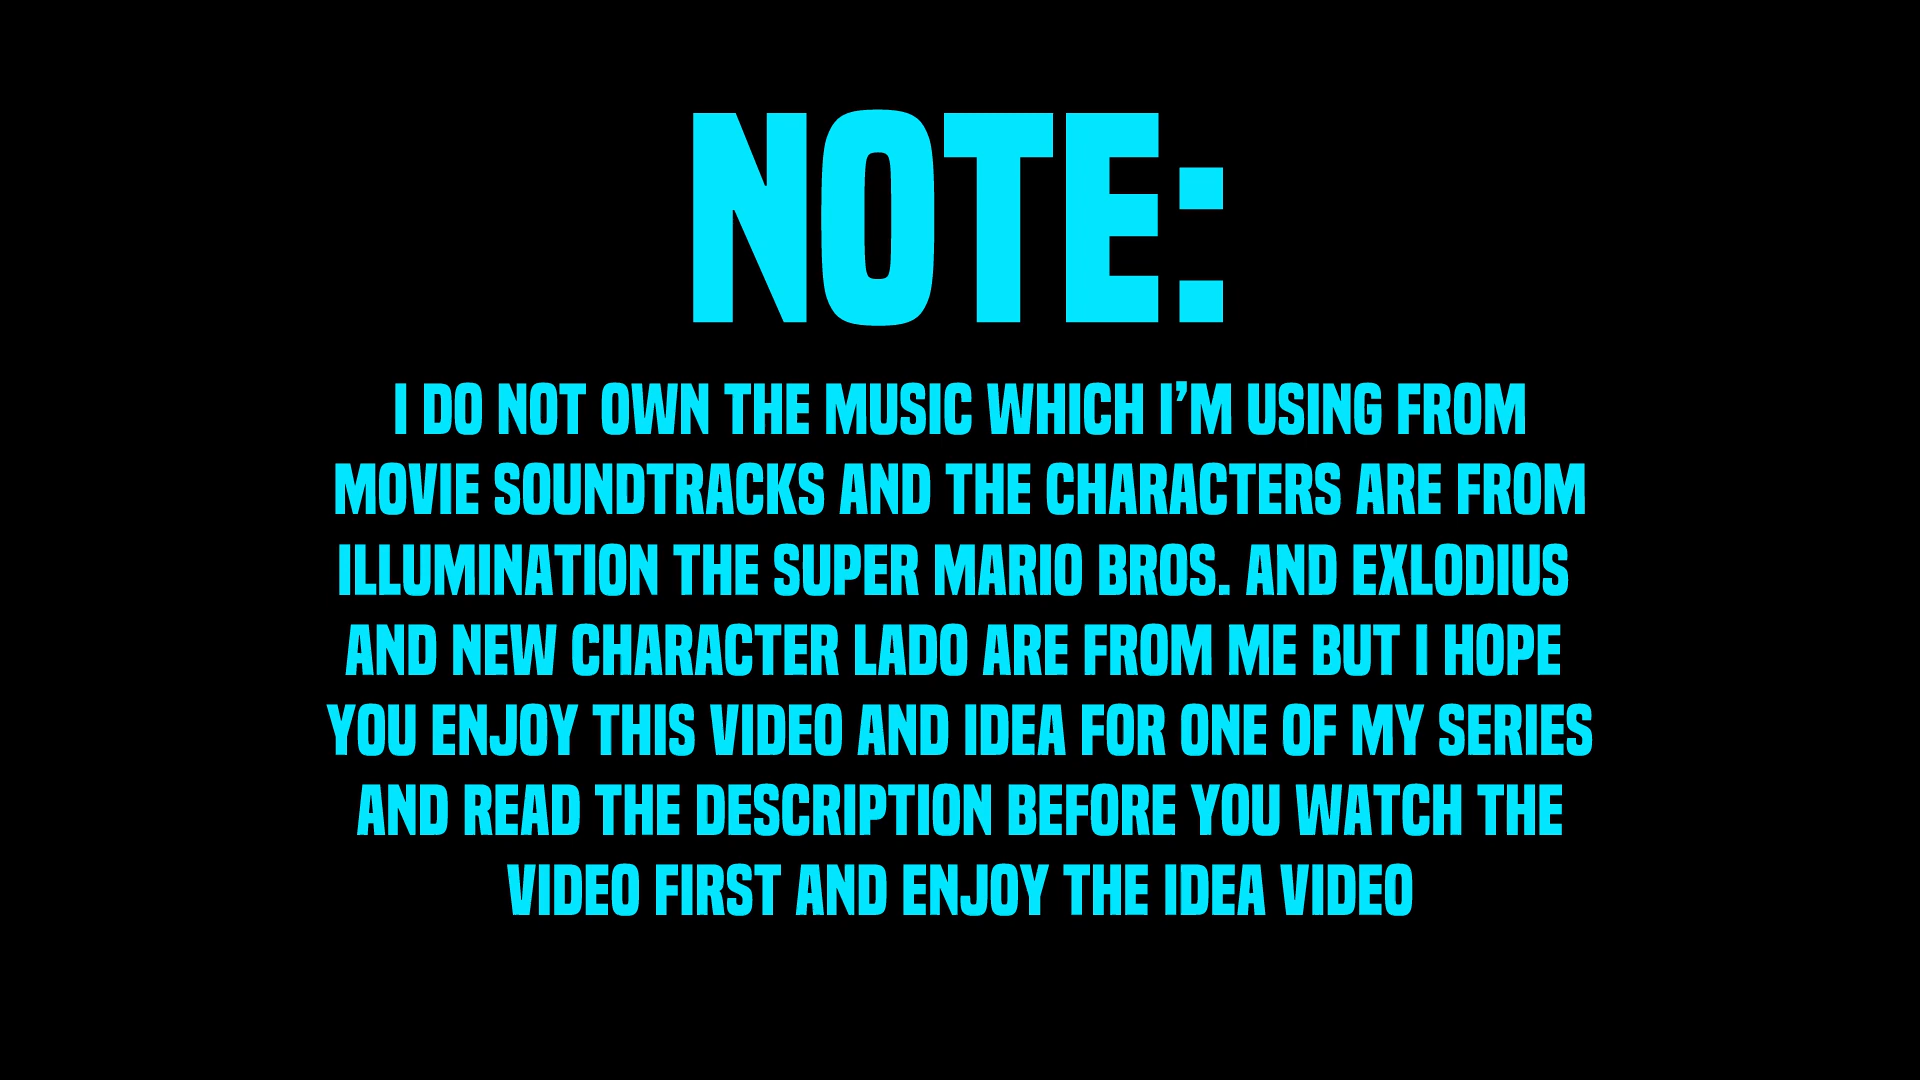 NOTE:
I DO NOT OWN THE MUSIC WHICH I'M USING FROM
MOVIE SOUNDTRACKS AND THE CHARACTERS ARE FROM
ILLUMINATION THE SUPER MARIO BROS. AND EXLODIUS
AND NEW CHARACTER LADO ARE FROM ME BUT I HOPE
YOU ENJOY THIS VIDEO AND IDEA FOR ONE OF MY SERIES
AND READ THE DESCRIPTION BEFORE YOU WATCH THE
VIDEO FIRST AND ENJOY THE IDEA VIDEO